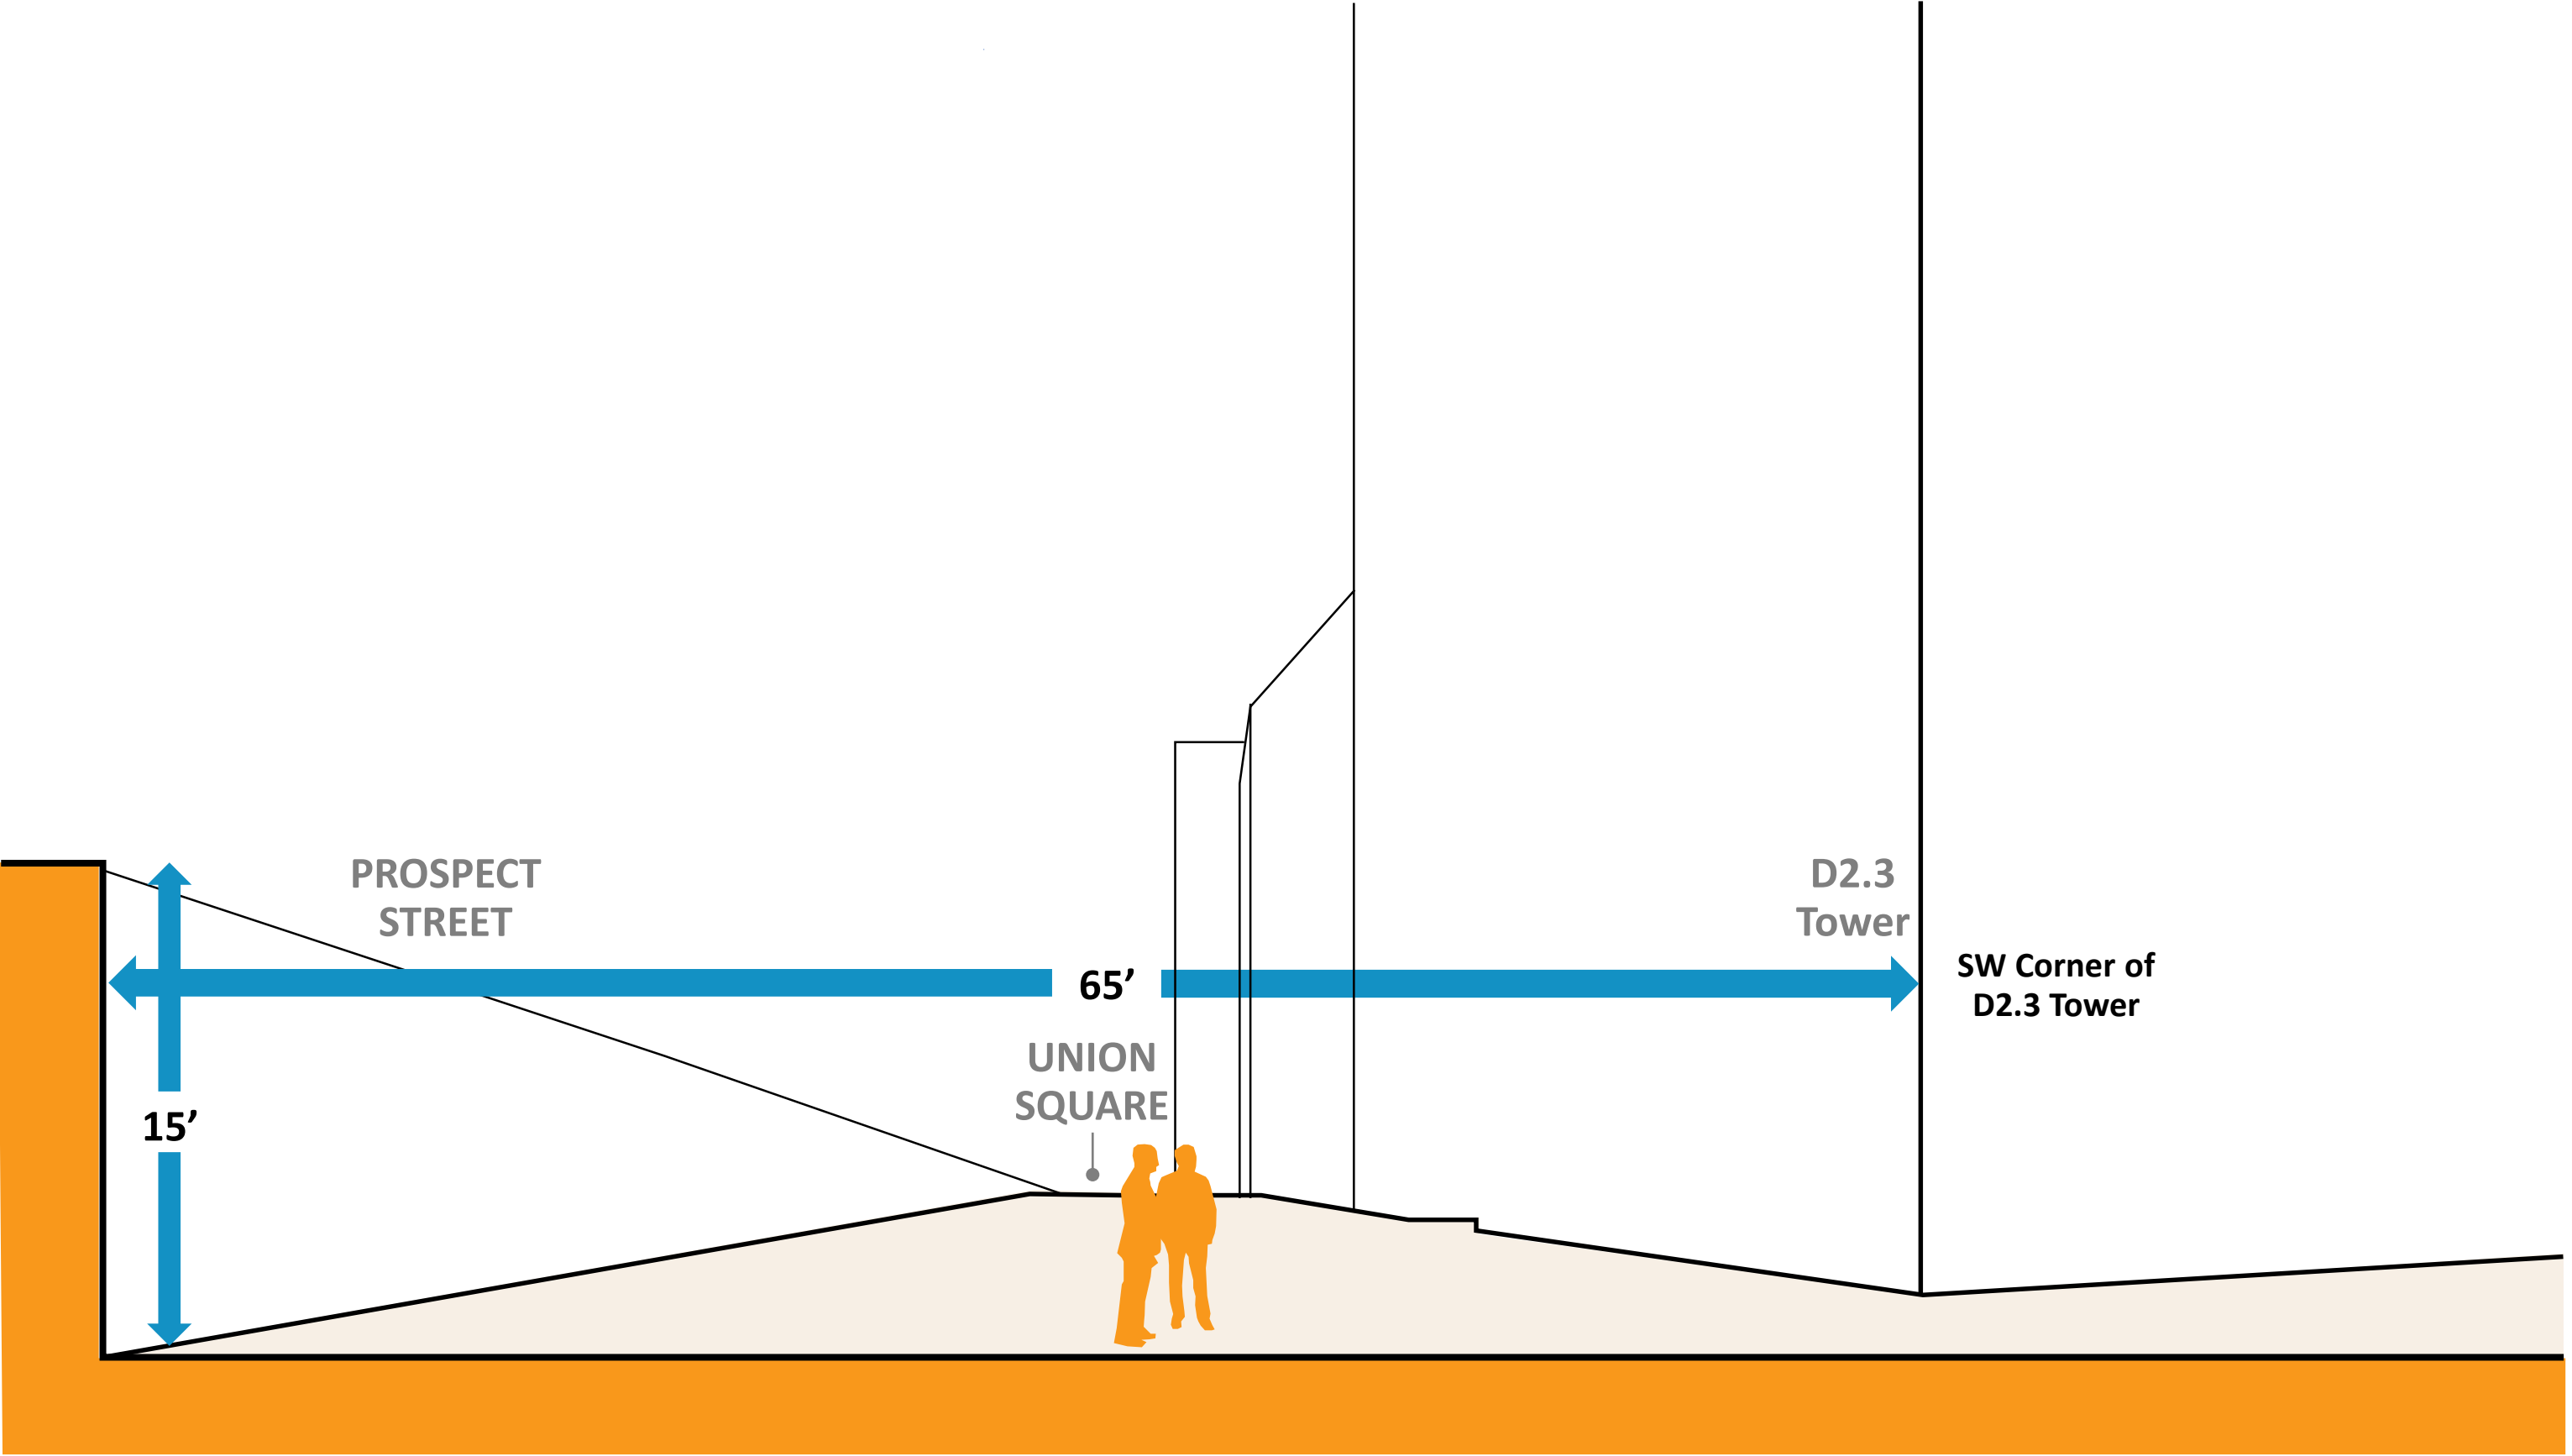 PROSPECT
STREET
D2.3
Tower
SW Corner of
D2.3 Tower
65’
UNION
SQUARE
15’